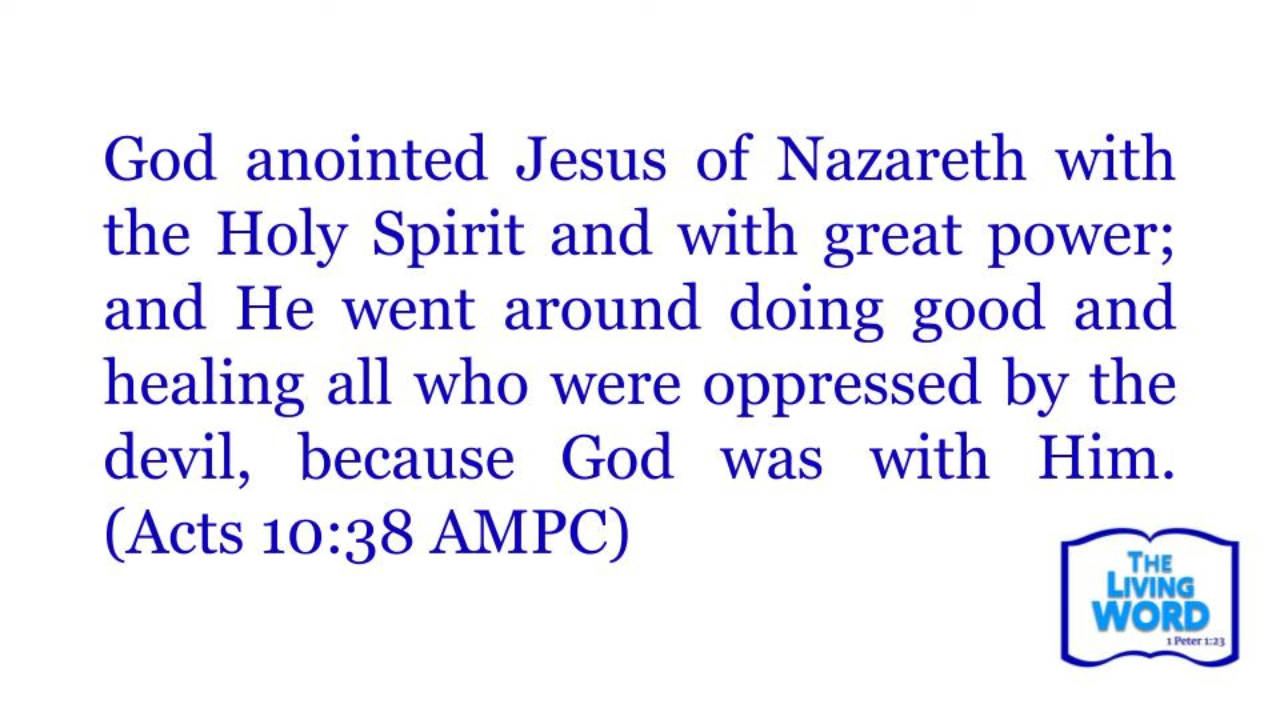 God anointed Jesus of Nazareth with
the Holy Spirit and with great power;
and He went around doing good and
healing all who were oppressed by the
devil, because God was with Him.
(Acts 10:38 AMPC)
THE
LIVING
WORD
1 Peter 1:23